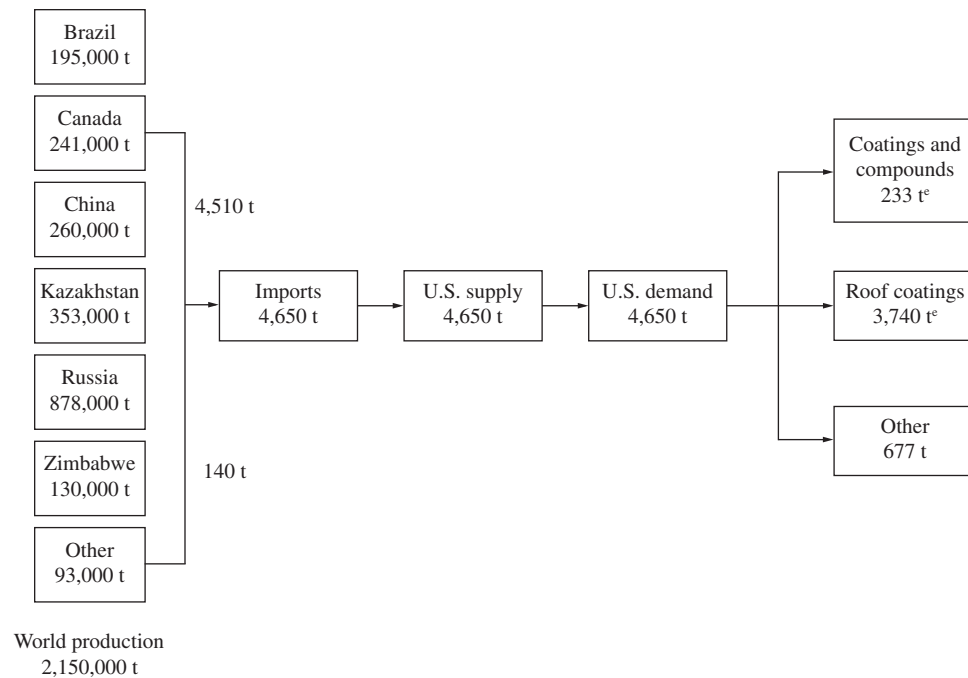 Brazil
195,000 t
Canada
241,000 t
China
260,000 t
Kazakhstan
353,000 t
Russia
878,000 t
Zimbabwe
130,000 t
Other
93,000 t
World production
2,150,000 t
4,510 t
140 t
Imports
4,650 t
U.S. supply
4,650 t
U.S. demand
4,650 t
Coatings and
compounds
233 tᵉ
Roof coatings
3,740 tᵉ
Other
677 t